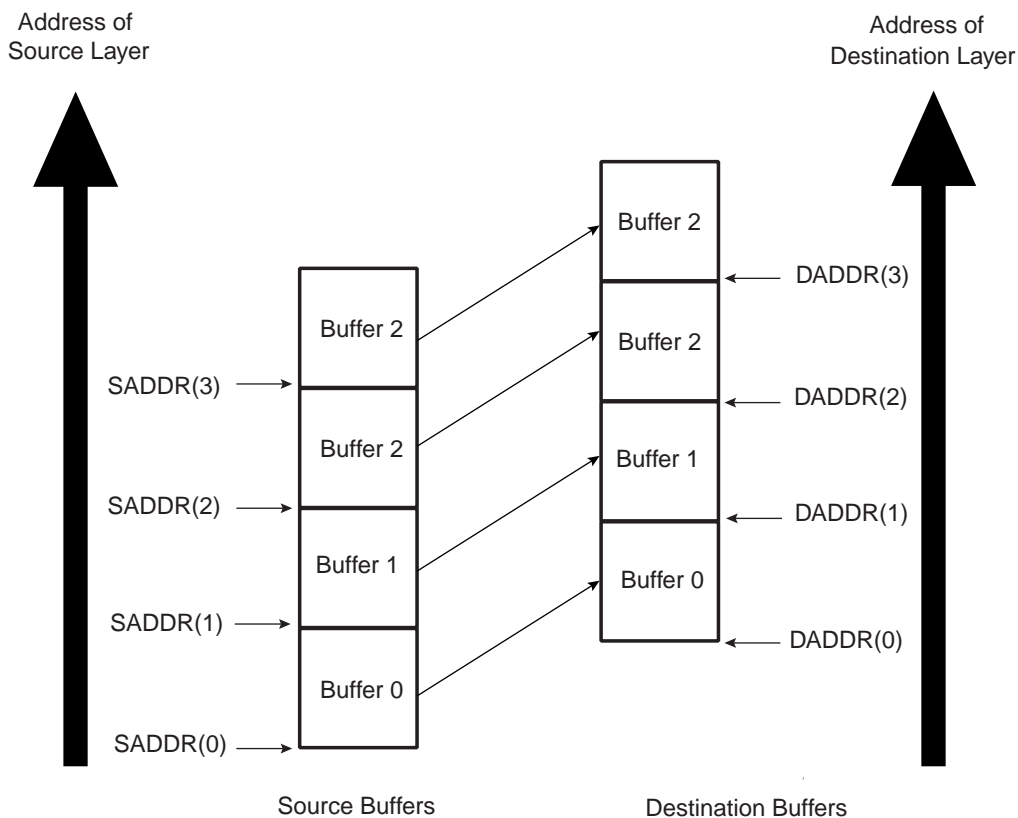 Address of
Source Layer
Address of
Destination Layer
Buffer 2
DADDR(3)
Buffer 2
Buffer 2
SADDR(3)
DADDR(2)
Buffer 2
Buffer 1
SADDR(2)
DADDR(1)
Buffer 1
Buffer 0
SADDR(1)
DADDR(0)
Buffer 0
SADDR(0)
Source Buffers
Destination Buffers